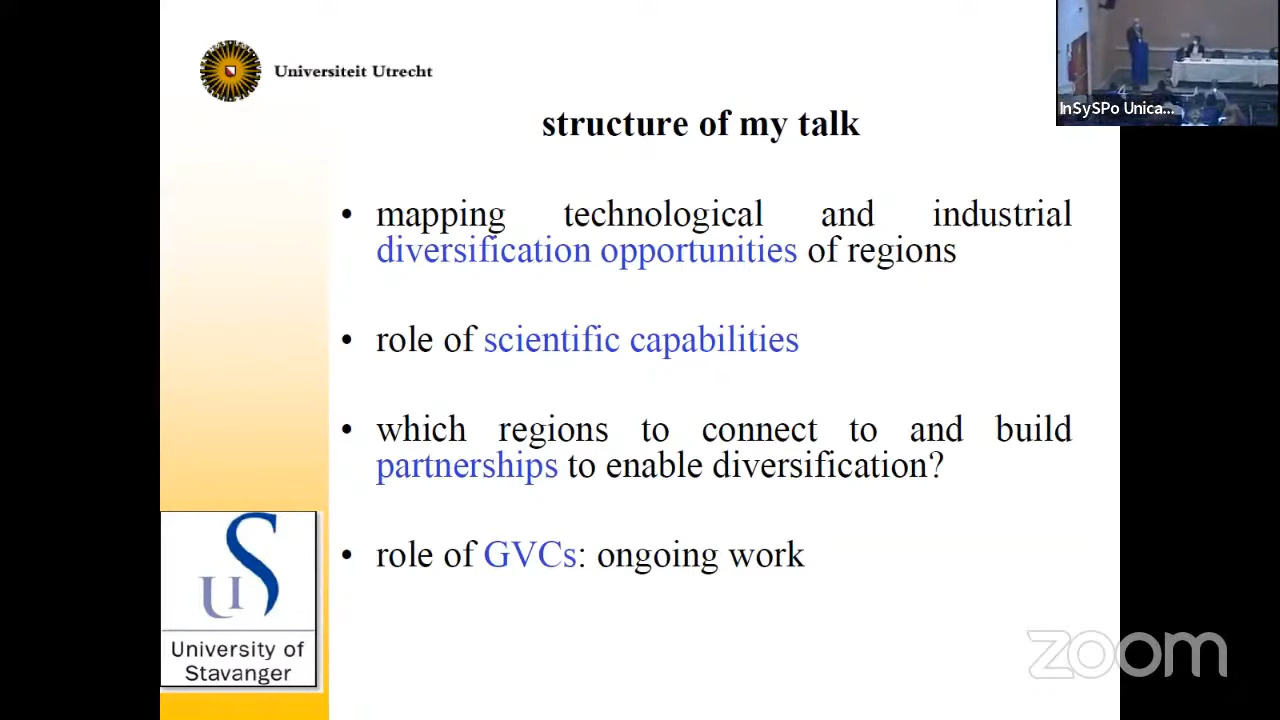 Universiteit Utrecht
InSySPo Unica...
structure of my talk
• mapping technological and industrial
diversification opportunities of regions
• role of scientific capabilities
• which regions to connect to and build
partnerships to enable diversification?
• role of GVCs: ongoing work
US
University of
Stavanger
zoom